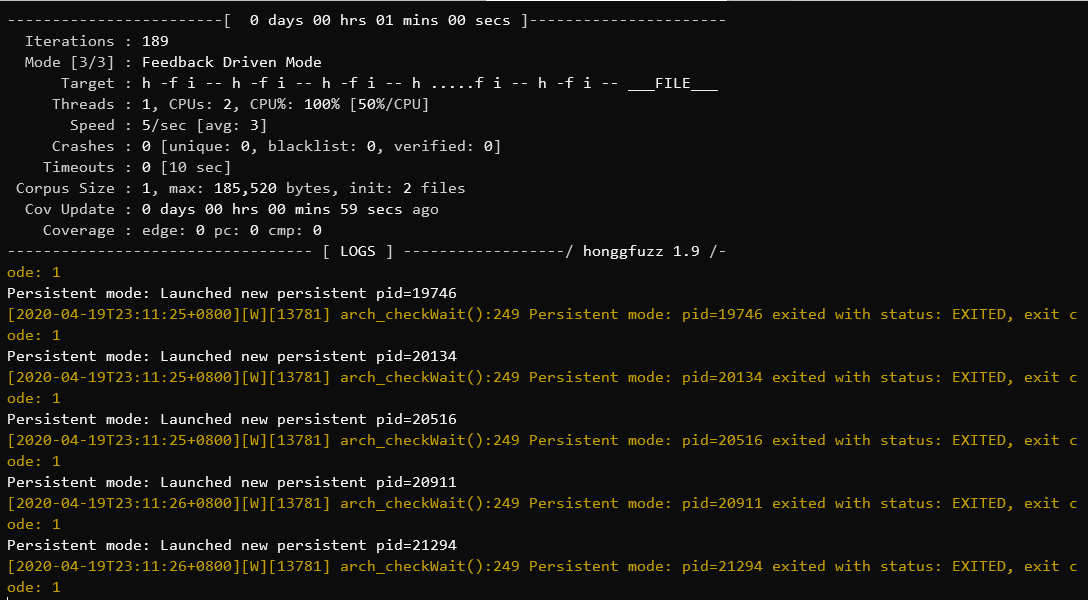 ------------------------[  0 days 00 hrs 01 mins 00 secs ]----------------------
  Iterations : 189
  Mode [3/3] : Feedback Driven Mode
      Target : h -f i -- h -f i -- h -f i -- h .....f i -- h -f i -- ___FILE___
     Threads : 1, CPUs: 2, CPU%: 100% [50%/CPU]
       Speed : 5/sec [avg: 3]
     Crashes : 0 [unique: 0, blacklist: 0, verified: 0]
    Timeouts : 0 [10 sec]
 Corpus Size : 1, max: 185,520 bytes, init: 2 files
  Cov Update : 0 days 00 hrs 00 mins 59 secs ago
    Coverage : edge: 0 pc: 0 cmp: 0
---------------------------------- [ LOGS ] ------------------/ honggfuzz 1.9 /-
ode: 1
Persistent mode: Launched new persistent pid=19746
[2020-04-19T23:11:25+0800][W][13781] arch_checkWait():249 Persistent mode: pid=19746 exited with status: EXITED, exit c
ode: 1
Persistent mode: Launched new persistent pid=20134
[2020-04-19T23:11:25+0800][W][13781] arch_checkWait():249 Persistent mode: pid=20134 exited with status: EXITED, exit c
ode: 1
Persistent mode: Launched new persistent pid=20516
[2020-04-19T23:11:25+0800][W][13781] arch_checkWait():249 Persistent mode: pid=20516 exited with status: EXITED, exit c
ode: 1
Persistent mode: Launched new persistent pid=20911
[2020-04-19T23:11:26+0800][W][13781] arch_checkWait():249 Persistent mode: pid=20911 exited with status: EXITED, exit c
ode: 1
Persistent mode: Launched new persistent pid=21294
[2020-04-19T23:11:26+0800][W][13781] arch_checkWait():249 Persistent mode: pid=21294 exited with status: EXITED, exit c
ode: 1